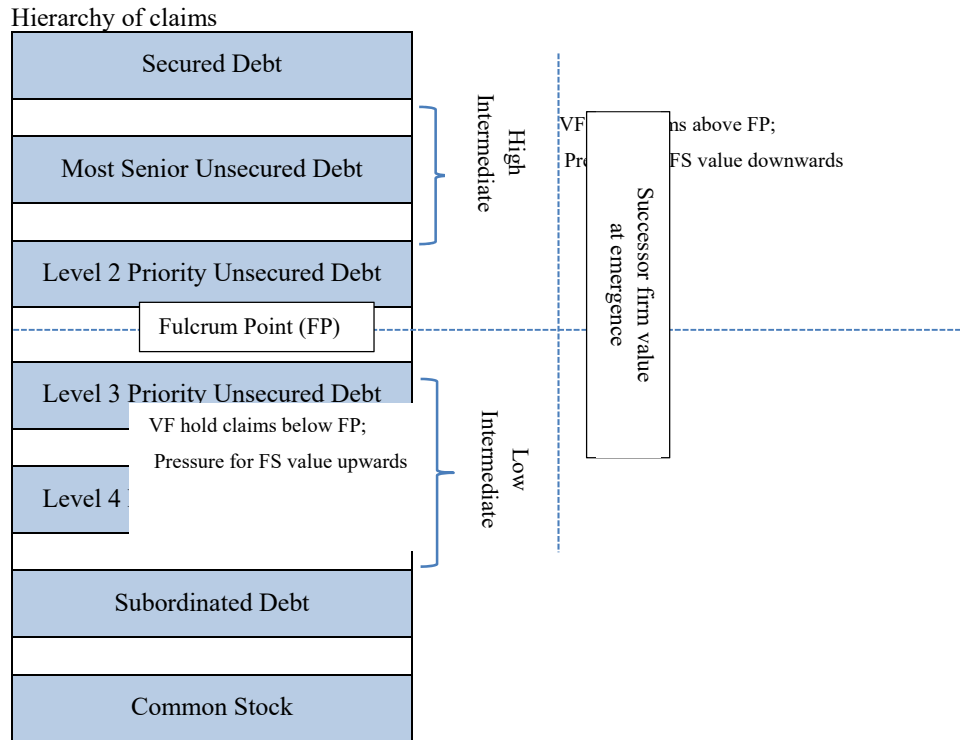 Hierarchy of claims
Secured Debt
Most Senior Unsecured Debt
Level 2 Priority Unsecured Debt
Fulcrum Point (FP)
Level 3 Priority Unsecured Debt
VF hold claims below FP;
Pressure for FS value upwards
Level 4
Subordinated Debt
Common Stock
High
Intermediate
Low
Intermediate
VF above FP;
FS value downwards
Successor firm value
at emergence